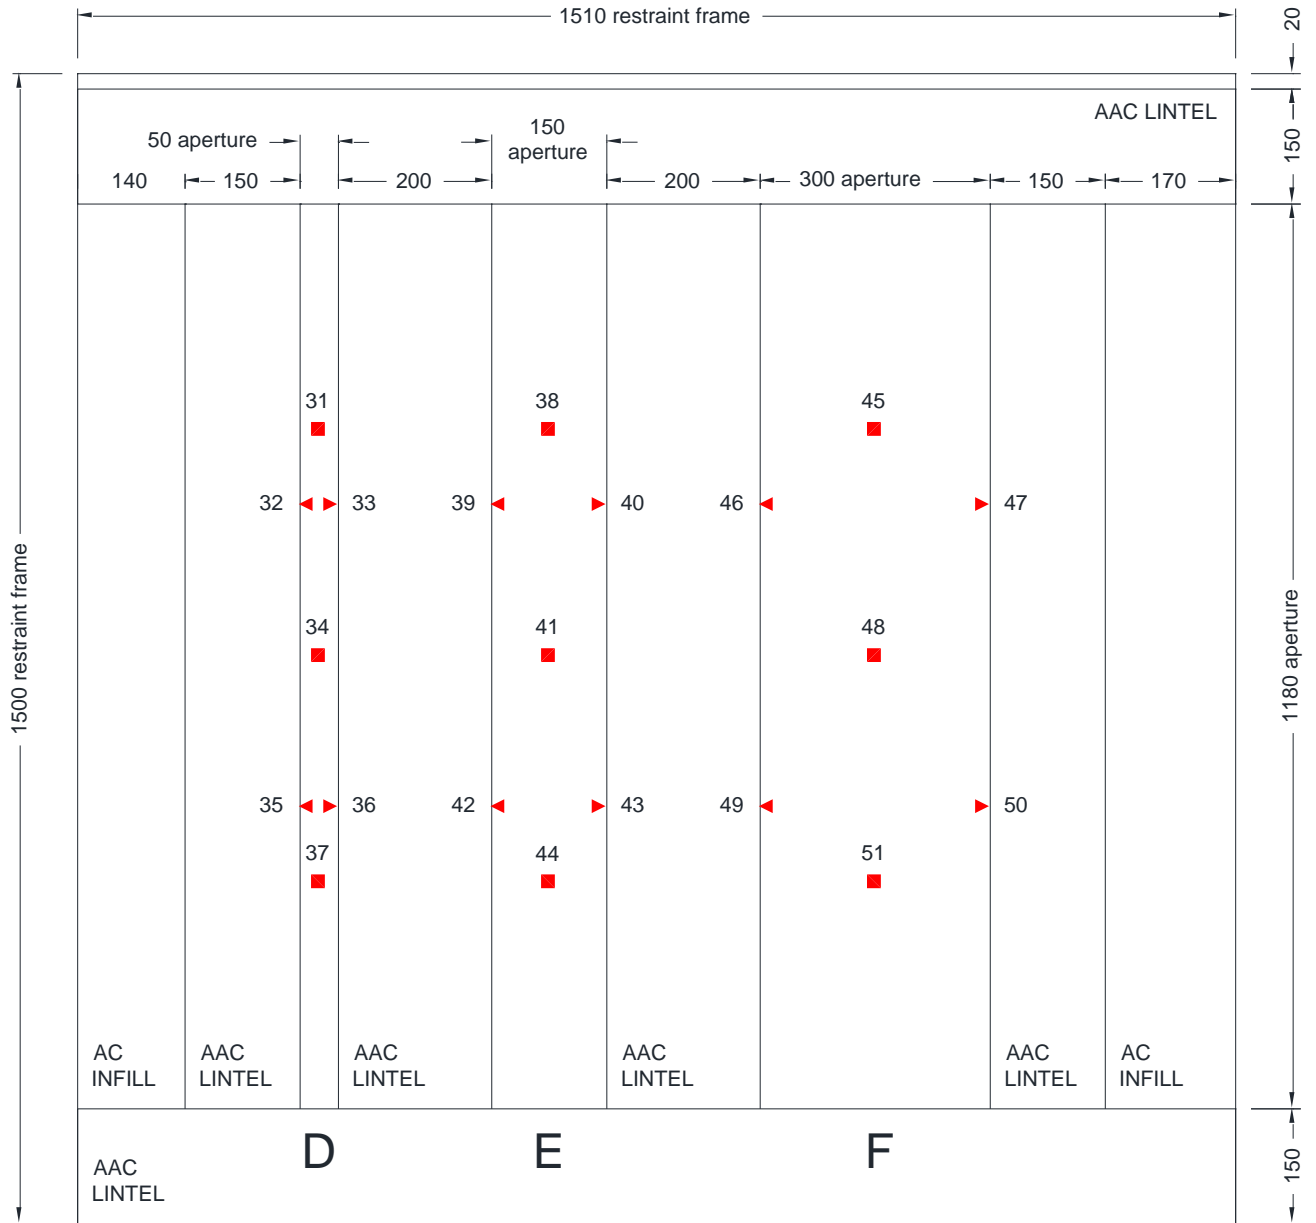 1510 restraint frame
20
AAC LINTEL
150
50 aperture
150
aperture
140
150
200
200
300 aperture
150
170
31
38
45
32
33
39
40
46
47
1500 restraint frame
1180 aperture
34
41
48
35
36
42
43
49
50
37
44
51
AC
INFILL
AAC
LINTEL
AAC
LINTEL
AAC
LINTEL
AAC
LINTEL
AC
INFILL
D
E
F
150
AAC
LINTEL